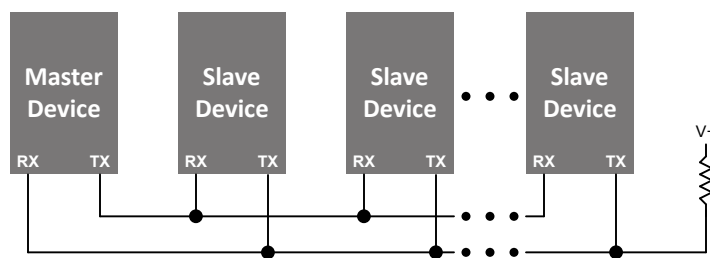 Master Device
Slave Device
Slave Device
Slave Device
RX TX
RX TX
RX TX
RX TX
V+